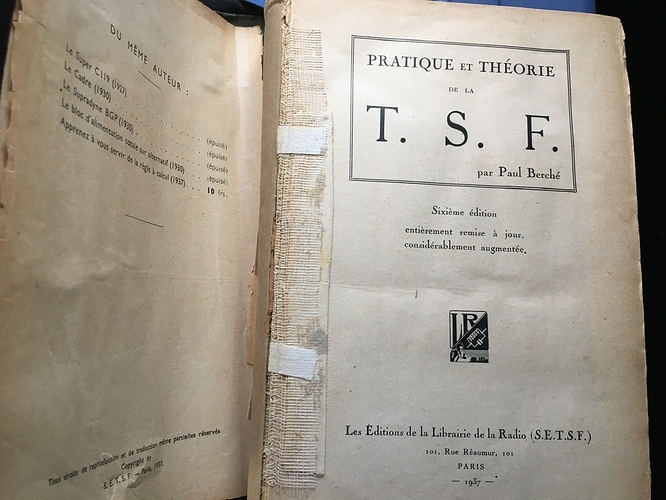 DU MÊME AUTEUR :
Le Super C119 (1927) . . . . . . . (épuisé)
Le Cadre (1930) . . . . . . . (épuisé)
Le Supradyne BGP (1930) . . . . . . . (épuisé)
Le bloc d'alimentation totale sur alternatif (1930) (épuisé)
Apprenez à vous servir de la règle à calcul (1937) . . . 10 frs.
Tous droits de reproduction et de traduction même partielles réservés
Copyright by
S.E.T.S.F. — Paris, 1937.
PRATIQUE ET THÉORIE
DE LA
T. S. F.
par Paul Berché
Sixième édition
entièrement remise à jour,
considérablement augmentée.
LR
Les Éditions de la Librairie de la Radio (S.E.T.S.F.)
101, Rue Réaumur, 101
PARIS
— 1937 —